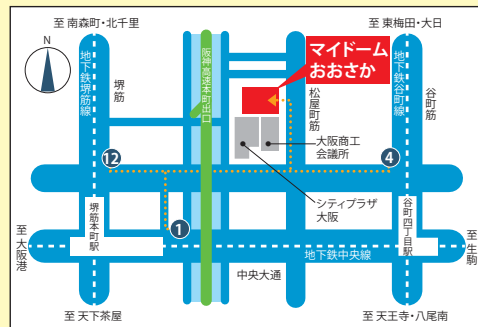 至 南森町・北千里
至 東梅田・大日
N
地下鉄堺筋線
堺筋
阪神高速本町出口
マイドーム
おおさか
松屋町筋
地下鉄谷町線
谷町筋
大阪商工
会議所
12
4
シティプラザ
大阪
堺筋本町駅
1
谷町四丁目駅
至 大阪港
地下鉄中央線
至 生駒
中央大通
至 天下茶屋
至 天王寺・八尾南